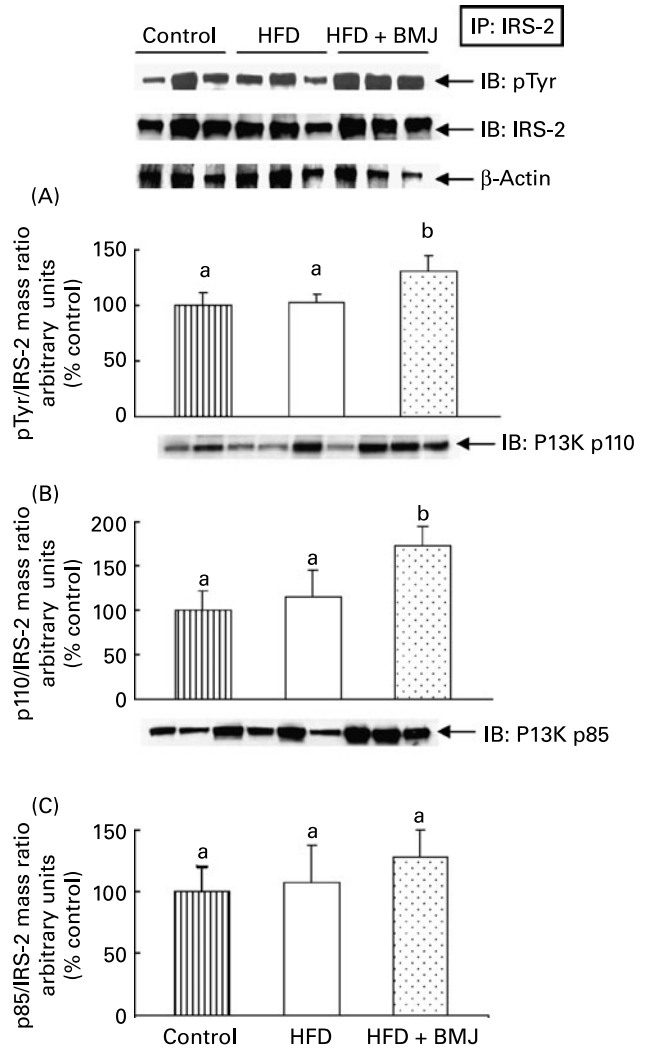 Control HFD HFD + BMJ IP: IRS-2
IB: pTyr
IB: IRS-2
β-Actin
(A)
pTyr/IRS-2 mass ratio
arbitrary units
(% control)
150
100
50
0
a a b
IB: P13K p110
(B)
p110/IRS-2 mass ratio
arbitrary units
(% control)
200
150
100
50
0
a a b
IB: P13K p85
(C)
p85/IRS-2 mass ratio
arbitrary units
(% control)
150
100
50
0
a a a
Control HFD HFD + BMJ